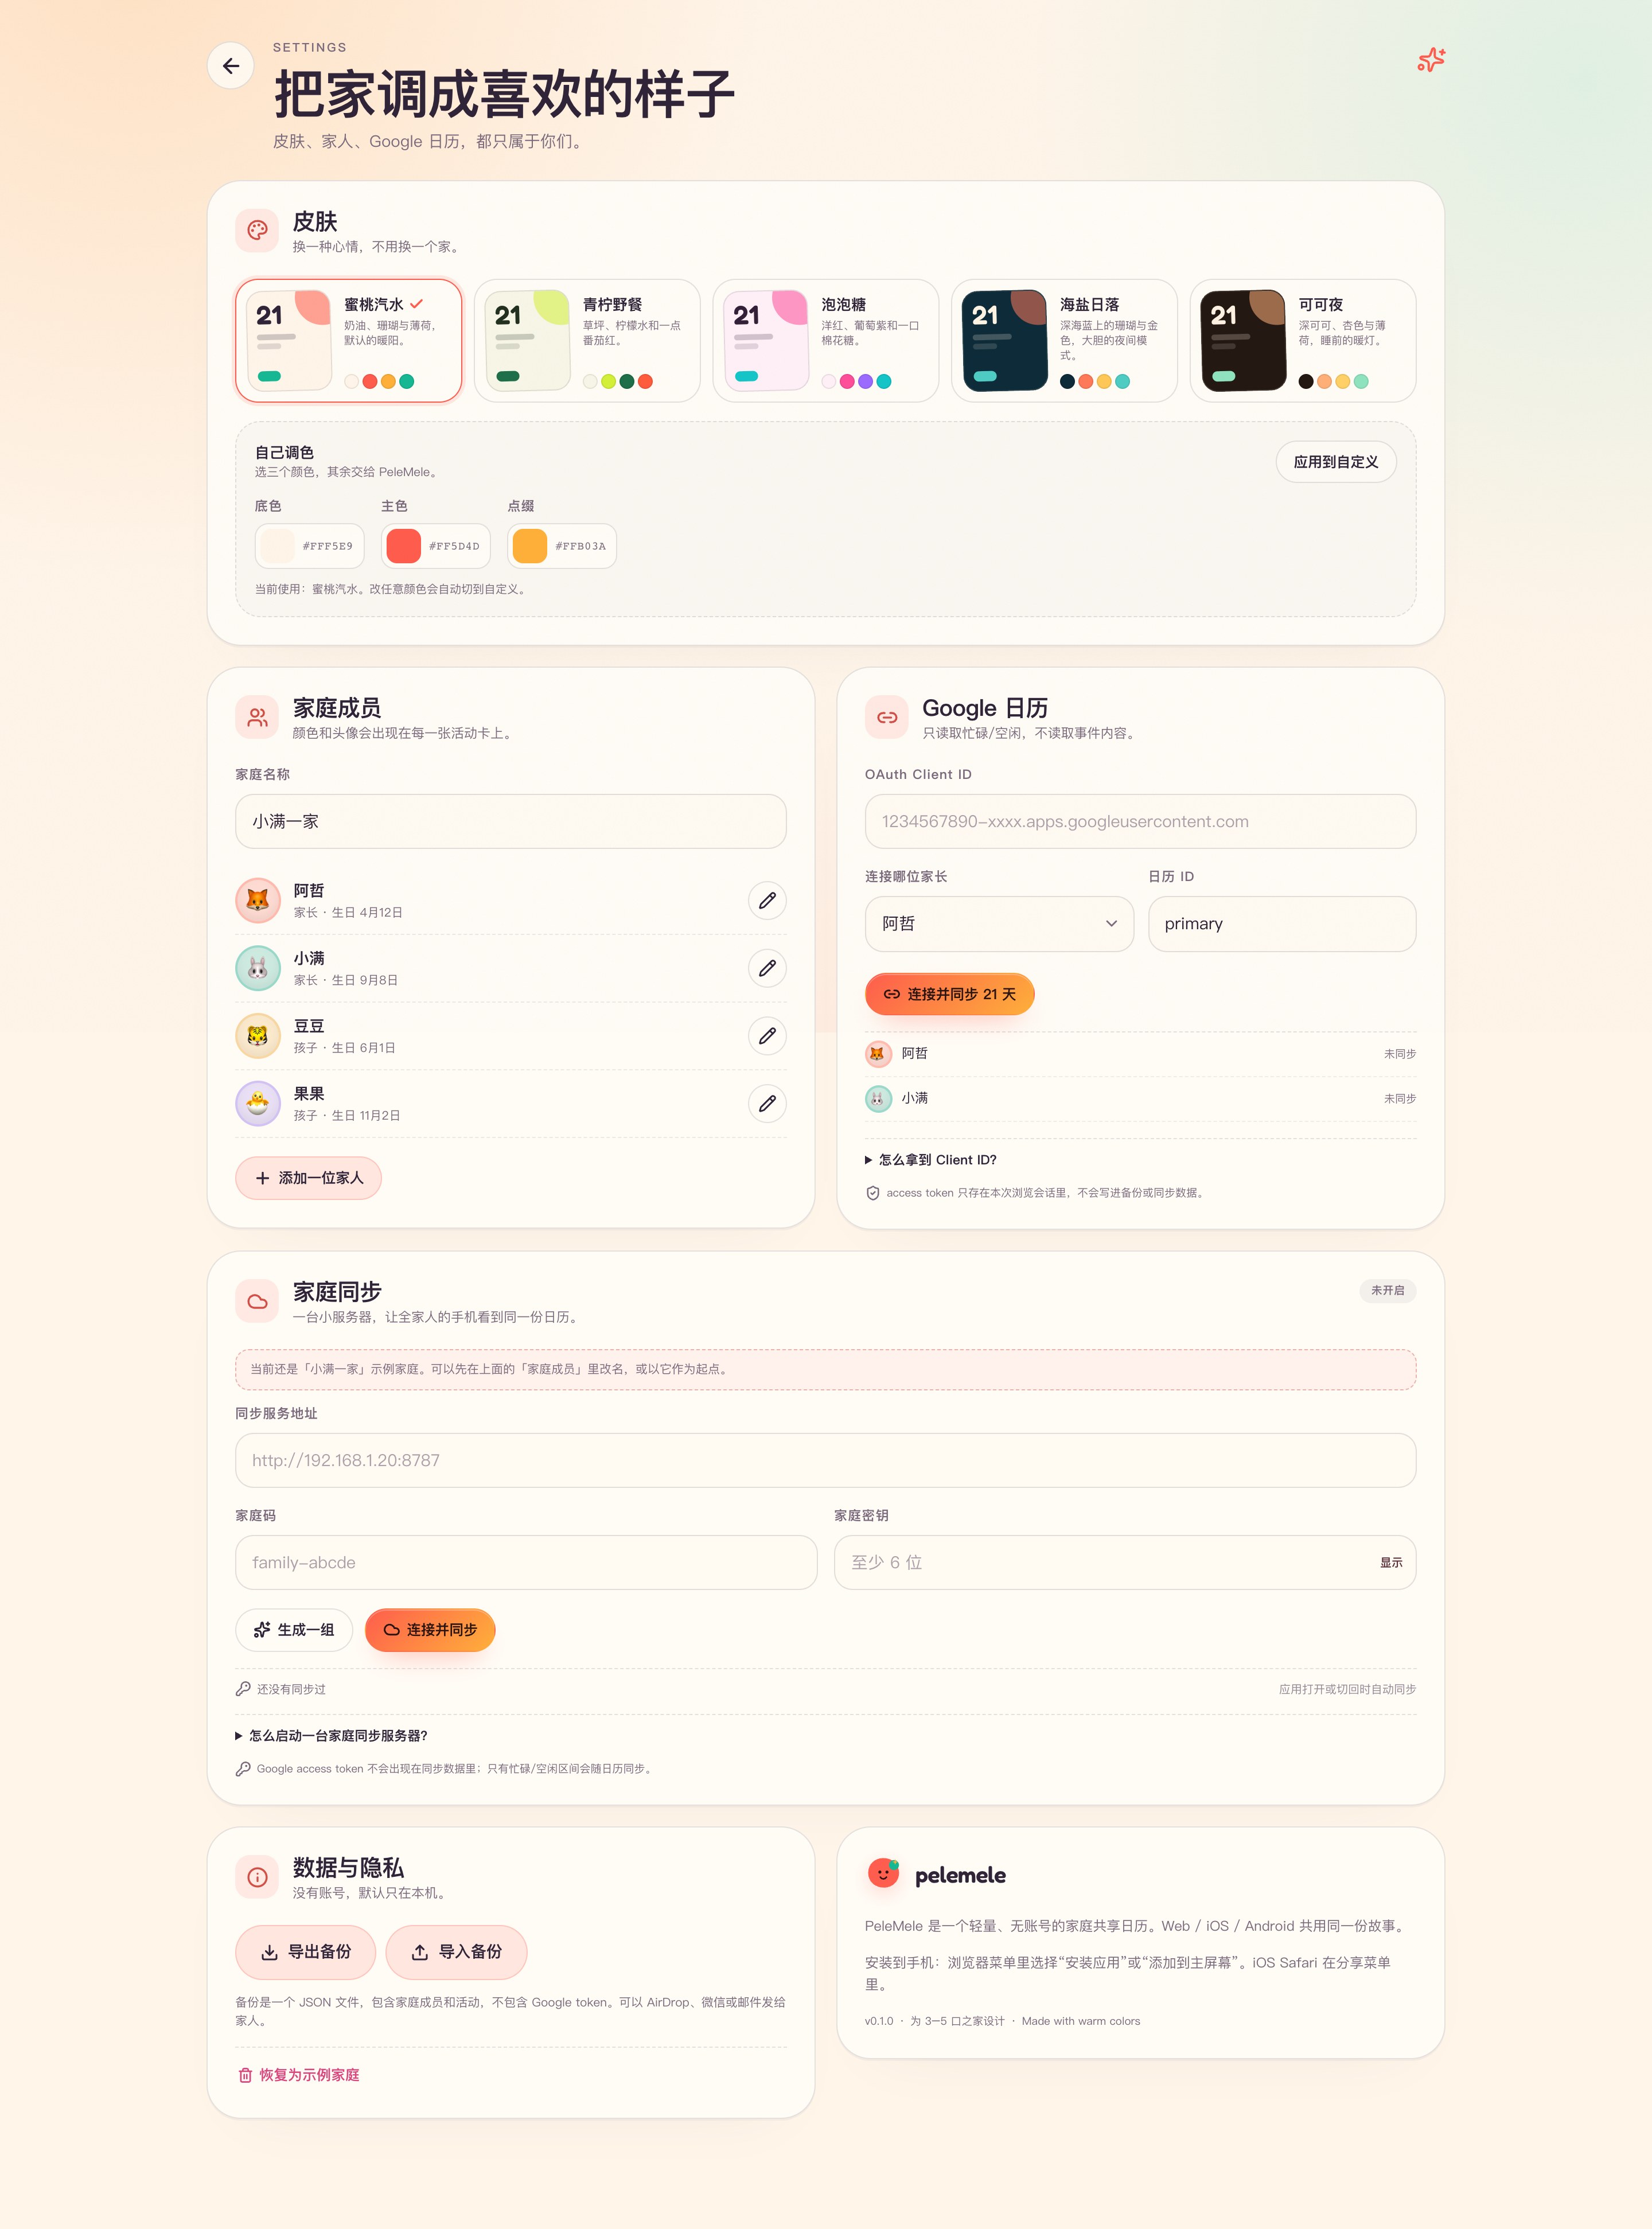 SETTINGS
把家调成喜欢的样子
皮肤、家人、Google 日历，都只属于你们。
皮肤
换一种心情，不用换一个家。
21
蜜桃汽水
奶油、珊瑚与薄荷，
默认的暖阳。
21
青柠野餐
草坪、柠檬水和一点
番茄红。
21
泡泡糖
洋红、葡萄紫和一口
棉花糖。
21
海盐日落
深海蓝上的珊瑚与金
色，大胆的夜间模
式。
21
可可夜
深可可、杏色与薄
荷，睡前的暖灯。
自己调色
选三个颜色，其余交给 PeleMele。
应用到自定义
底色
主色
点缀
#FFF5E9
#FF5D4D
#FFB03A
当前使用：蜜桃汽水。改任意颜色会自动切到自定义。
家庭成员
颜色和头像会出现在每一张活动卡上。
家庭名称
小满一家
阿哲
家长 · 生日 4月12日
小满
家长 · 生日 9月8日
豆豆
孩子 · 生日 6月1日
果果
孩子 · 生日 11月2日
添加一位家人
Google 日历
只读取忙碌/空闲，不读取事件内容。
OAuth Client ID
1234567890-xxxx.apps.googleusercontent.com
连接哪位家长
日历 ID
阿哲
primary
连接并同步 21 天
阿哲
未同步
小满
未同步
怎么拿到 Client ID?
access token 只存在本次浏览会话里，不会写进备份或同步数据。
家庭同步
一台小服务器，让全家人的手机看到同一份日历。
未开启
当前还是「小满一家」示例家庭。可以先在上面的「家庭成员」里改名，或以它作为起点。
同步服务地址
http://192.168.1.20:8787
家庭码
家庭密钥
family-abcde
至少 6 位
显示
生成一组
连接并同步
还没有同步过
应用打开或切回时自动同步
怎么启动一台家庭同步服务器?
Google access token 不会出现在同步数据里；只有忙碌/空闲区间会随日历同步。
数据与隐私
没有账号，默认只在本机。
导出备份
导入备份
备份是一个 JSON 文件，包含家庭成员和活动，不包含 Google token。可以 AirDrop、微信或邮件发给
家人。
恢复为示例家庭
pelemele
PeleMele 是一个轻量、无账号的家庭共享日历。Web / iOS / Android 共用同一份故事。
安装到手机：浏览器菜单里选择“安装应用”或“添加到主屏幕”。iOS Safari 在分享菜单
里。
v0.1.0 · 为 3–5 口之家设计 · Made with warm colors